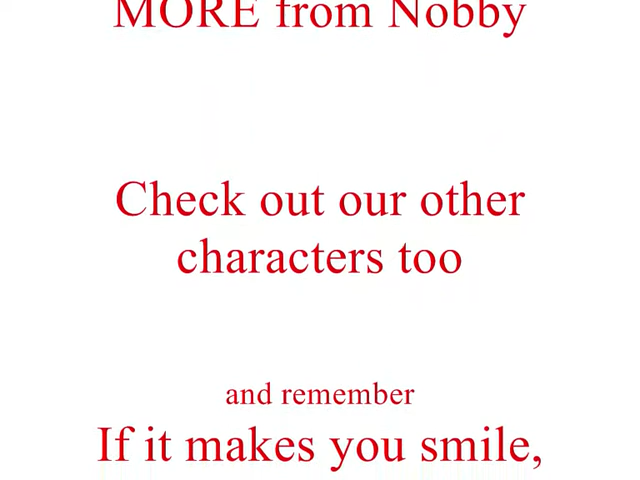 MORE from Nobby
Check out our other
characters too
and remember
If it makes you smile,